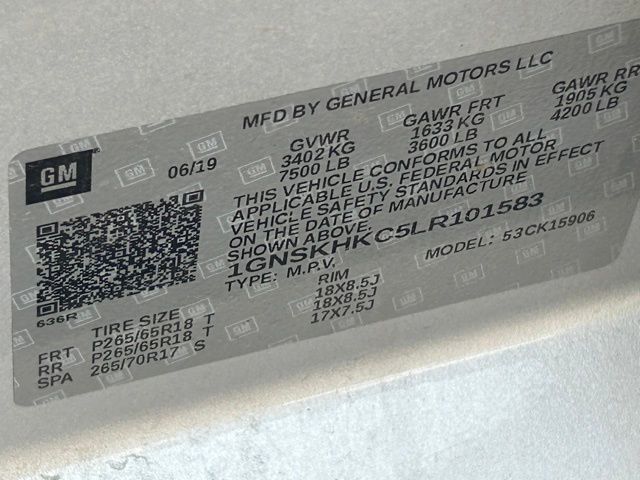 MFD BY GENERAL MOTORS LLC
GM
06/19
GVWR GAWR FRT GAWR RR
3402 KG 1633 KG 1905 KG
7500 LB 3600 LB 4200 LB
THIS VEHICLE CONFORMS TO ALL
APPLICABLE U.S. FEDERAL MOTOR
VEHICLE SAFETY STANDARDS IN EFFECT
ON THE DATE OF MANUFACTURE
SHOWN ABOVE.
1GNSKHKC5LR101583
TYPE: M.P.V. MODEL: 53CK15906
636R
TIRE SIZE RIM
FRT P265/65R18 T 18X8.5J
RR P265/65R18 T 18X8.5J
SPA 265/70R17 S 17X7.5J